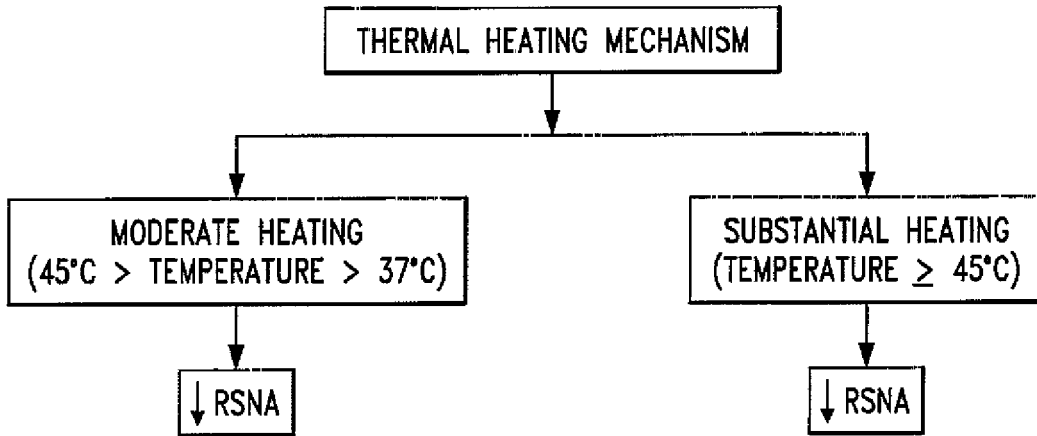 THERMAL HEATING MECHANISM
MODERATE HEATING
(45°C > TEMPERATURE > 37°C)
SUBSTANTIAL HEATING
(TEMPERATURE ≥ 45°C)
↓ RSNA
↓ RSNA